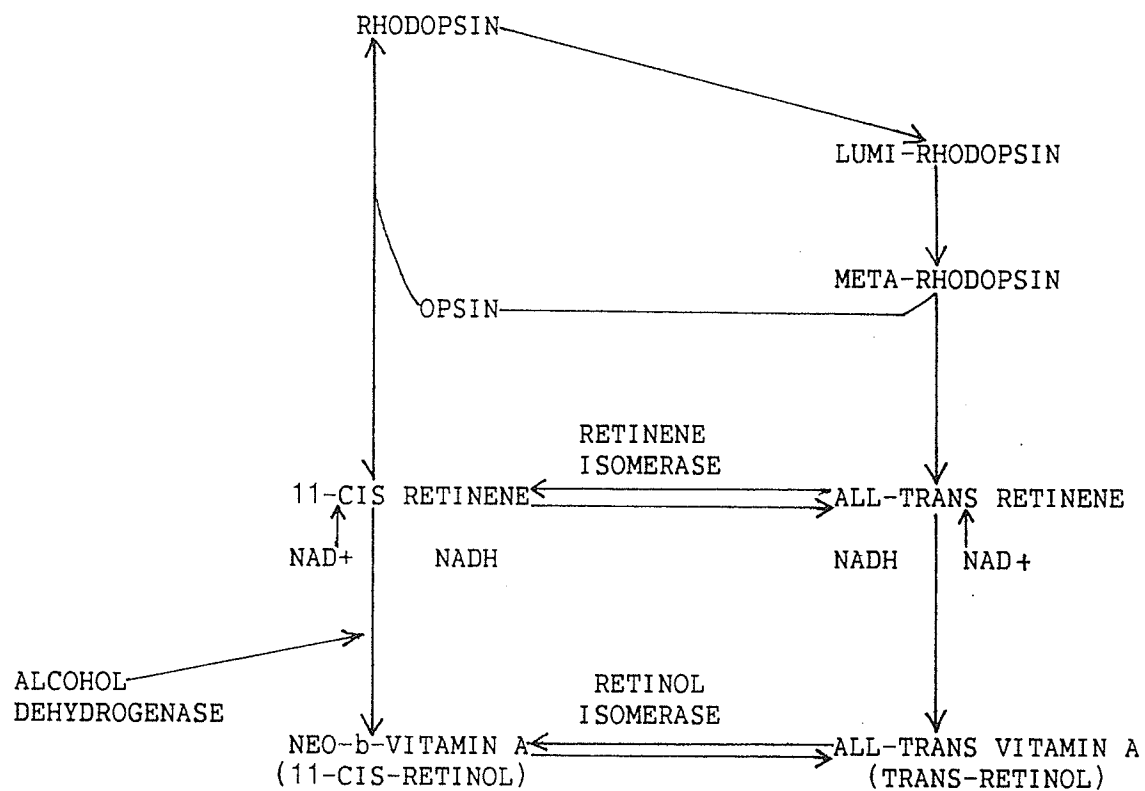 RHODOPSIN
LUMI-RHODOPSIN
META-RHODOPSIN
OPSIN
RETINENE
ISOMERASE
11-CIS RETINENE
ALL-TRANS RETINENE
NAD+
NADH
NADH
NAD+
ALCOHOL
DEHYDROGENASE
RETINOL
ISOMERASE
NEO-b-VITAMIN A
(11-CIS-RETINOL)
ALL-TRANS VITAMIN A
(TRANS-RETINOL)